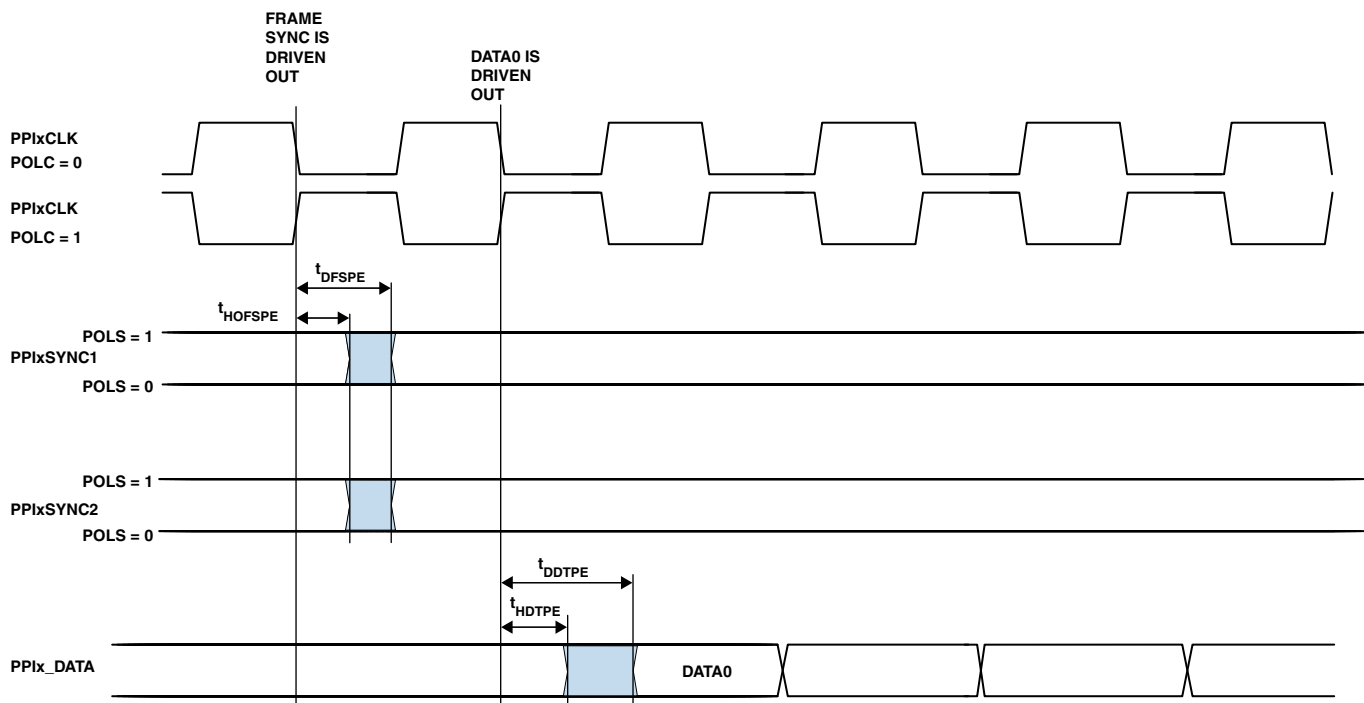 FRAME
SYNC IS
DRIVEN
OUT
DATA0 IS
DRIVEN
OUT
PPIxCLK
POLC = 0
PPIxCLK
POLC = 1
tDFSPE
tHOFSPE
POLS = 1
PPIxSYNC1
POLS = 0
POLS = 1
PPIxSYNC2
POLS = 0
tDDTPE
tHDTPE
PPIx_DATA
DATA0